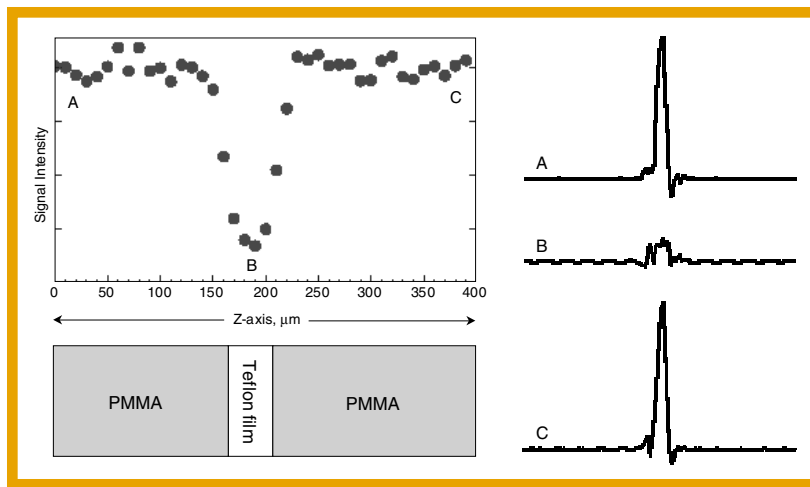 Signal Intensity
A
C
B
0 50 100 150 200 250 300 350 400
Z-axis, μm
PMMA
Teflon film
PMMA
A
B
C